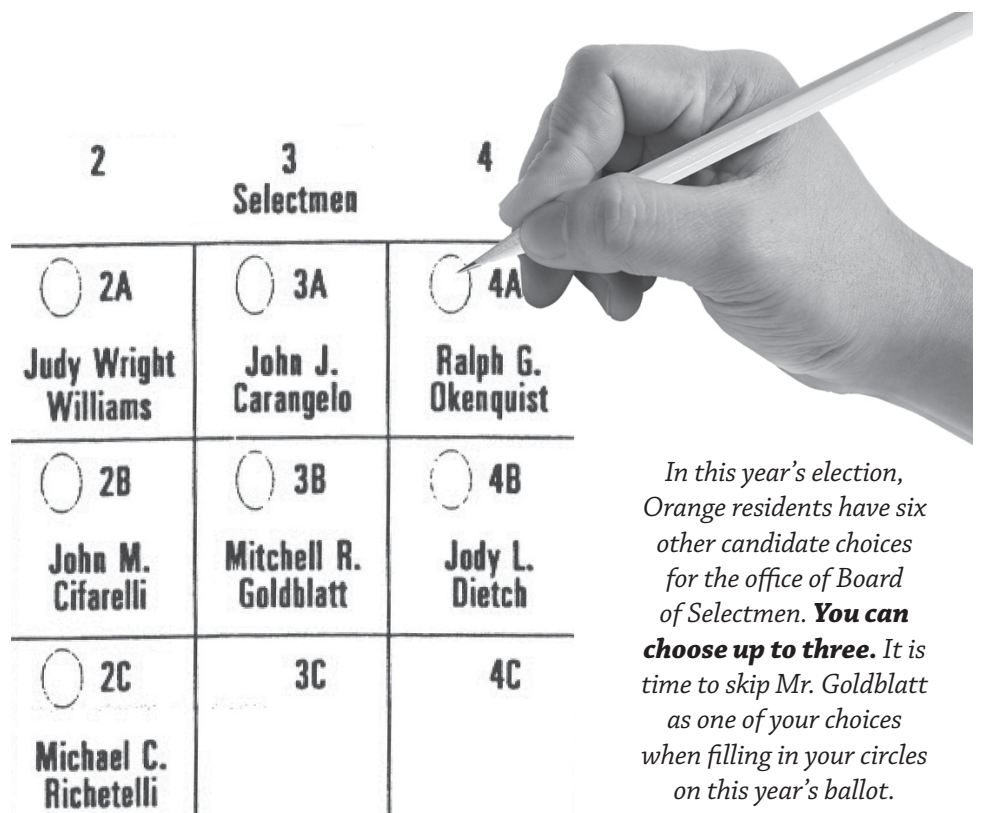 2 3 4
Selectmen
2A 3A 4A
Judy Wright John J. Ralph G.
Williams Carangelo Okenquist
2B 3B 4B
John M. Mitchell R. Jody L.
Cifarelli Goldblatt Dietch
2C 3C 4C
Michael C.
Richetelli
In this year’s election,
Orange residents have six
other candidate choices
for the office of Board
of Selectmen. You can
choose up to three. It is
time to skip Mr. Goldblatt
as one of your choices
when filling in your circles
on this year’s ballot.